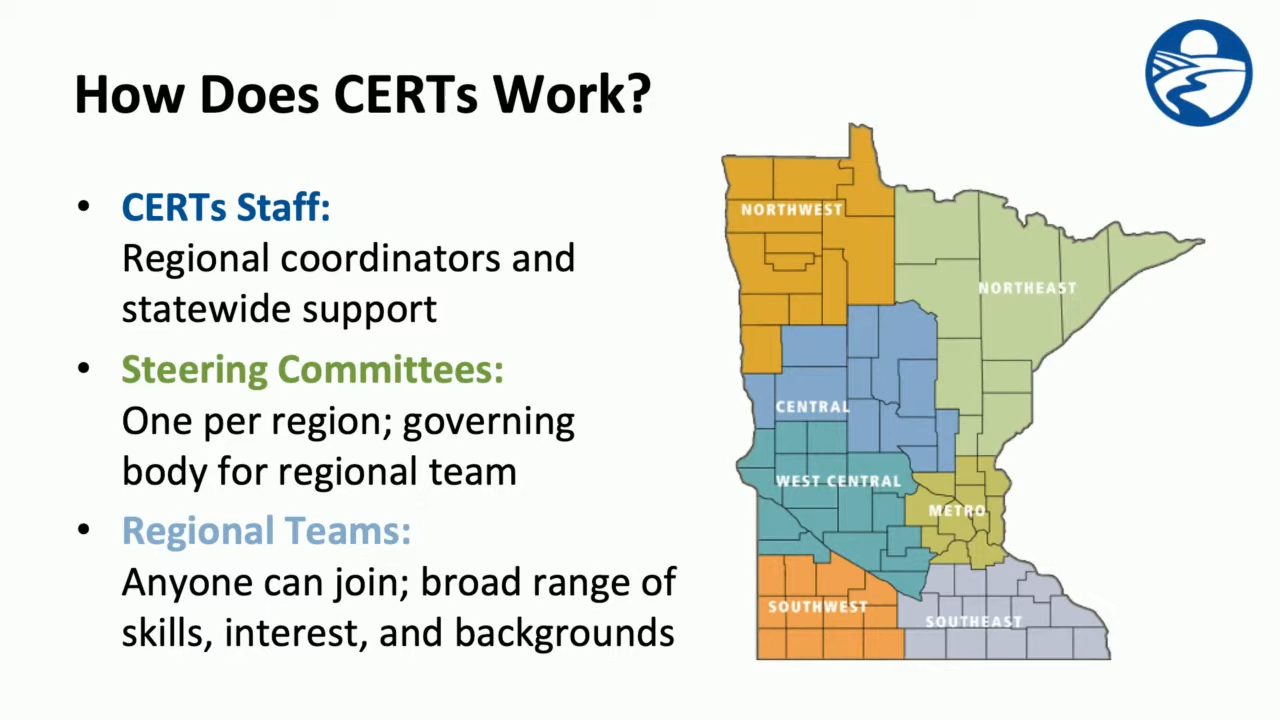 How Does CERTs Work?
• CERTs Staff:
Regional coordinators and
statewide support
• Steering Committees:
One per region; governing
body for regional team
• Regional Teams:
Anyone can join; broad range of
skills, interest, and backgrounds
NORTHWEST
NORTHEAST
CENTRAL
WEST CENTRAL
METRO
SOUTHWEST
SOUTHEAST